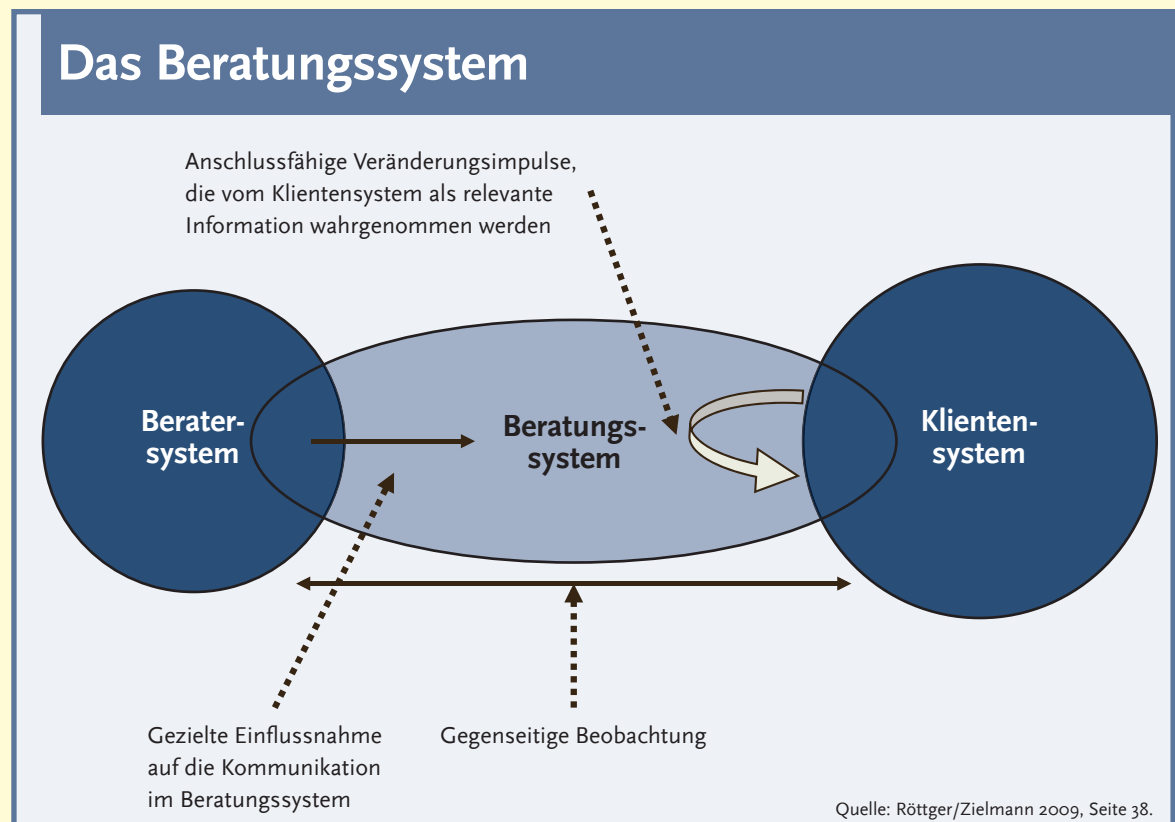 Das Beratungssystem
Anschlussfähige Veränderungsimpulse,
die vom Klientensystem als relevante
Information wahrgenommen werden
Berater-
system
Beratungs-
system
Klienten-
system
Gezielte Einflussnahme
auf die Kommunikation
im Beratungssystem
Gegenseitige Beobachtung
Quelle: Röttger/Zielmann 2009, Seite 38.